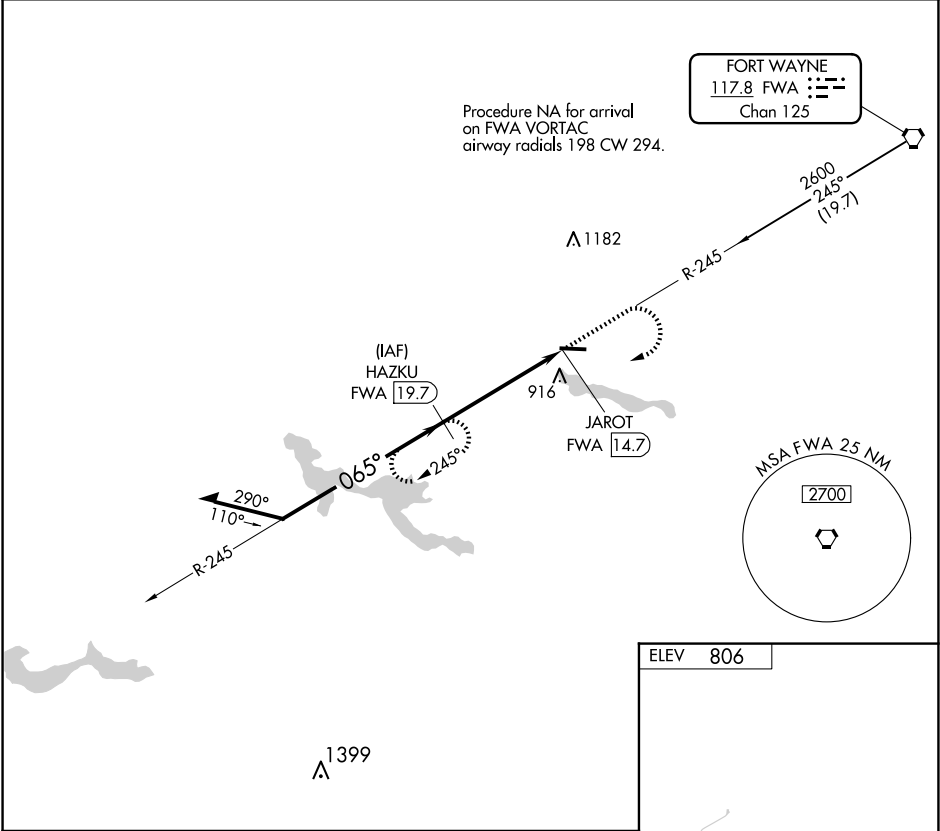 FORT WAYNE
117.8 FWA
Chan 125
Procedure NA for arrival
on FWA VORTAC
airway radials 198 CW 294.
2600
245°
(19.7)
1182
R-245
(IAF)
HAZKU
FWA 19.7
916
JAROT
FWA 14.7
245°
065°
290°
110°
R-245
MSA FWA 25 NM
2700
ELEV 806
1399